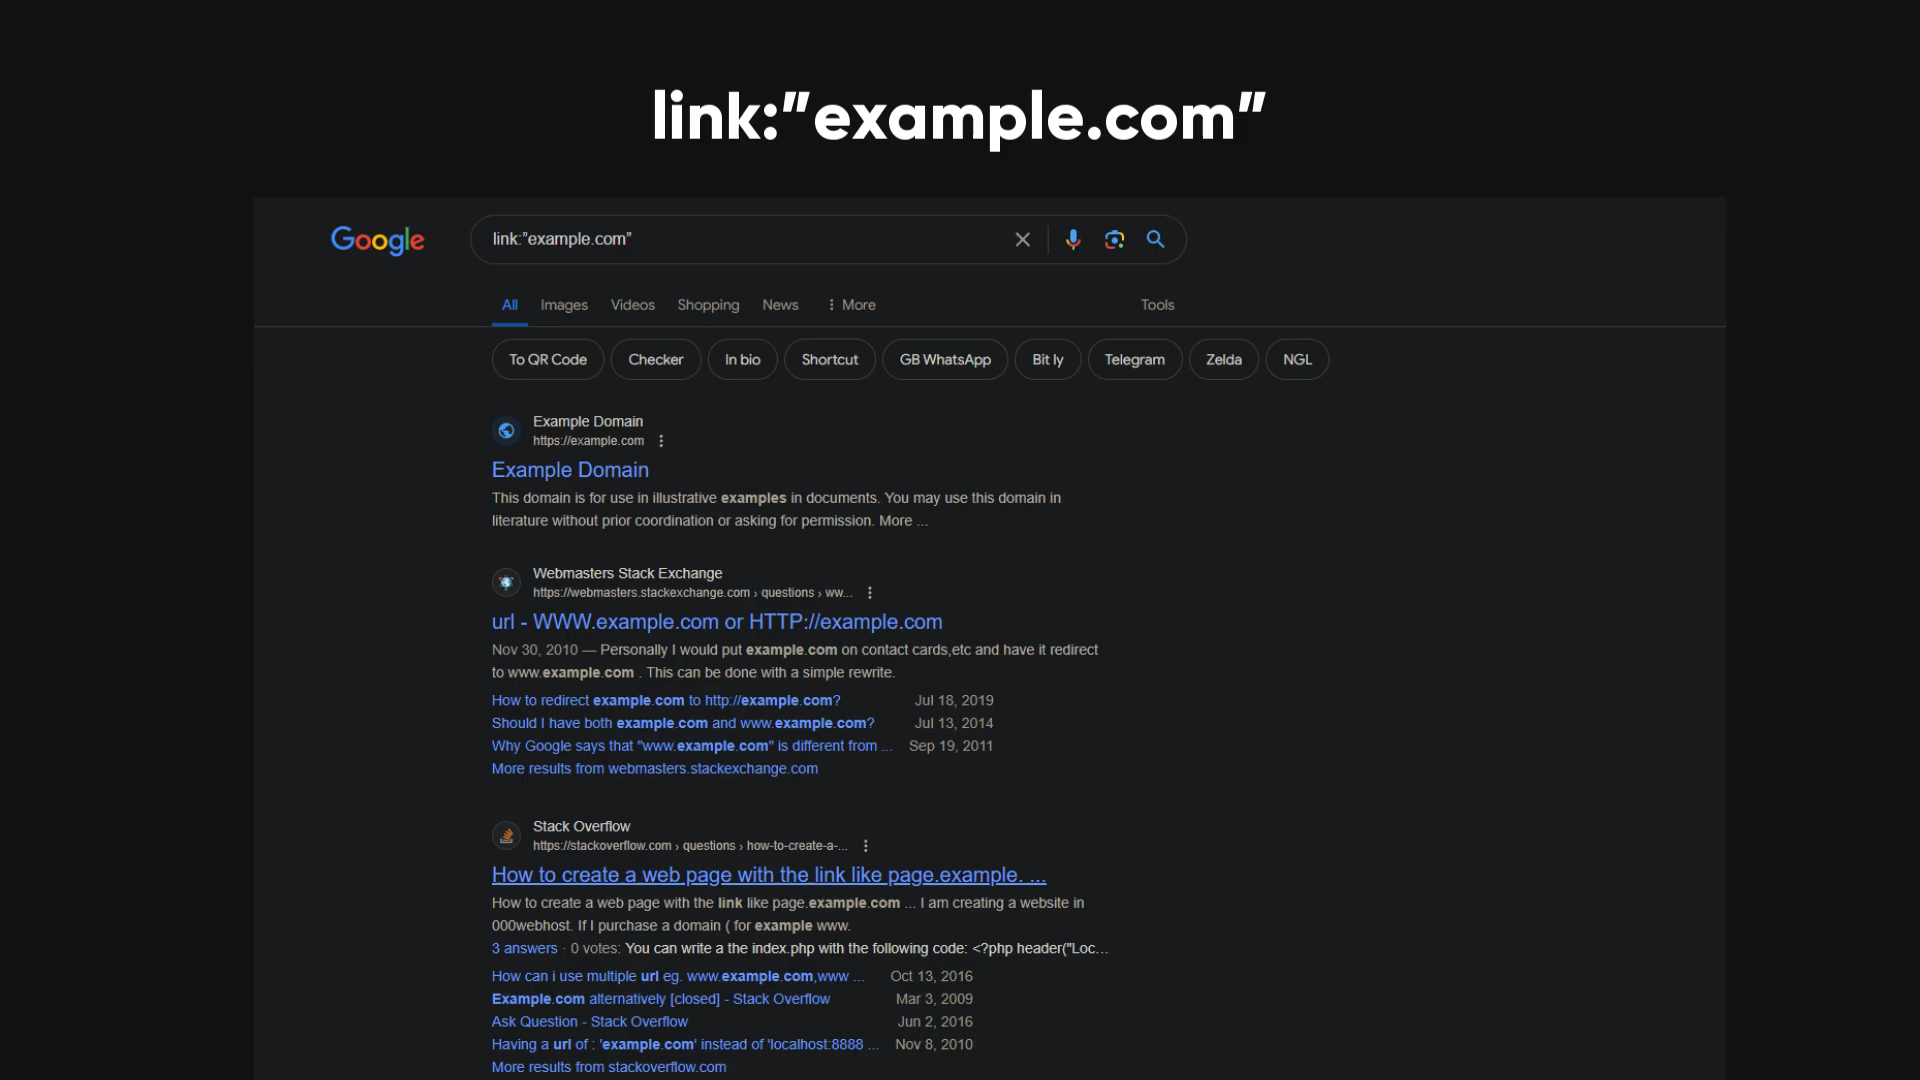 link:”example.com”
Google
link:”example.com”
All Images Videos Shopping News More Tools
To QR Code Checker In bio Shortcut GB WhatsApp Bit ly Telegram Zelda NGL
Example Domain
https://example.com
Example Domain
This domain is for use in illustrative examples in documents. You may use this domain in
literature without prior coordination or asking for permission. More ...
Webmasters Stack Exchange
https://webmasters.stackexchange.com › questions › ww...
url - WWW.example.com or HTTP://example.com
Nov 30, 2010 — Personally I would put example.com on contact cards,etc and have it redirect
to www.example.com . This can be done with a simple rewrite.
How to redirect example.com to http://example.com? Jul 18, 2019
Should I have both example.com and www.example.com? Jul 13, 2014
Why Google says that "www.example.com" is different from ... Sep 19, 2011
More results from webmasters.stackexchange.com
Stack Overflow
https://stackoverflow.com › questions › how-to-create-a-...
How to create a web page with the link like page.example. ...
How to create a web page with the link like page.example.com ... I am creating a website in
000webhost. If I purchase a domain ( for example www.
3 answers · 0 votes: You can write a the index.php with the following code: <?php header("Loc...
How can i use multiple url eg. www.example.com,www ... Oct 13, 2016
Example.com alternatively [closed] - Stack Overflow Mar 3, 2009
Ask Question - Stack Overflow Jun 2, 2016
Having a url of : 'example.com' instead of 'localhost:8888 ... Nov 8, 2010
More results from stackoverflow.com